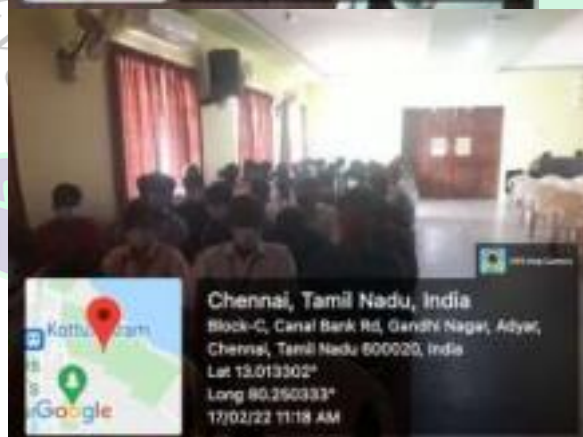 Chennai, Tamil Nadu, India
Block-C, Canal Bank Rd, Gandhi Nagar, Adyar,
Chennai, Tamil Nadu 600020, India
Lat 13.013302°
Long 80.250333°
17/02/22 11:18 AM
Google